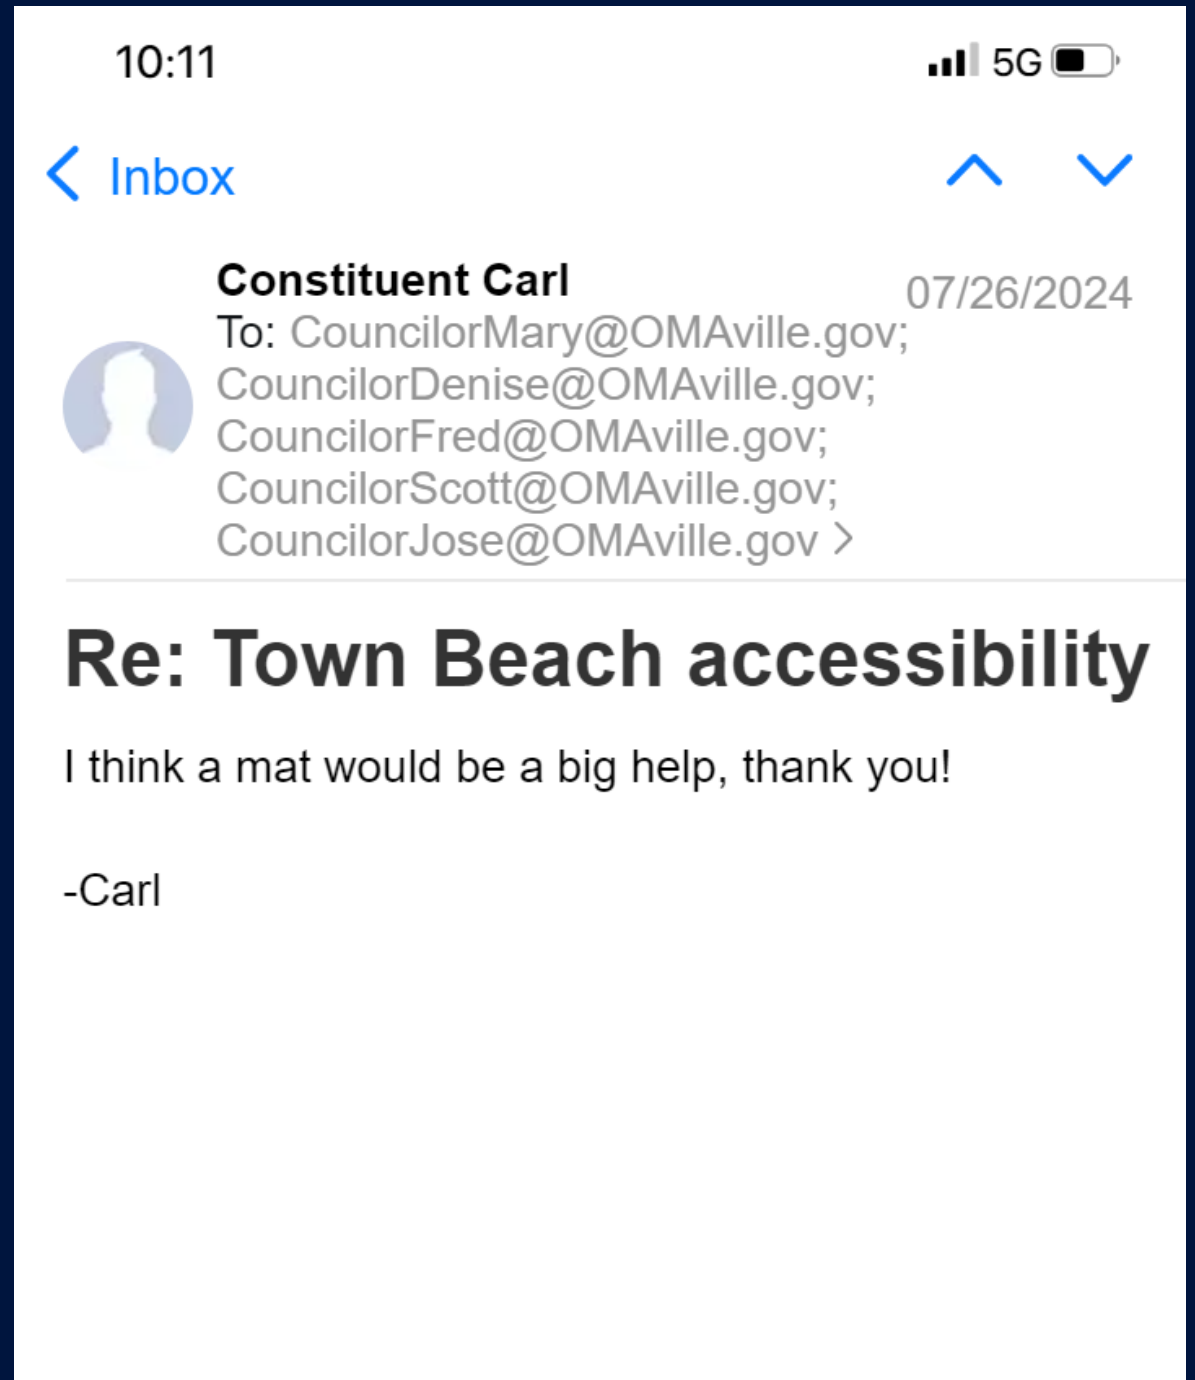 10:11 5G
Inbox
Constituent Carl 07/26/2024
To: CouncilorMary@OMAville.gov;
CouncilorDenise@OMAville.gov;
CouncilorFred@OMAville.gov;
CouncilorScott@OMAville.gov;
CouncilorJose@OMAville.gov
Re: Town Beach accessibility
I think a mat would be a big help, thank you!
-Carl